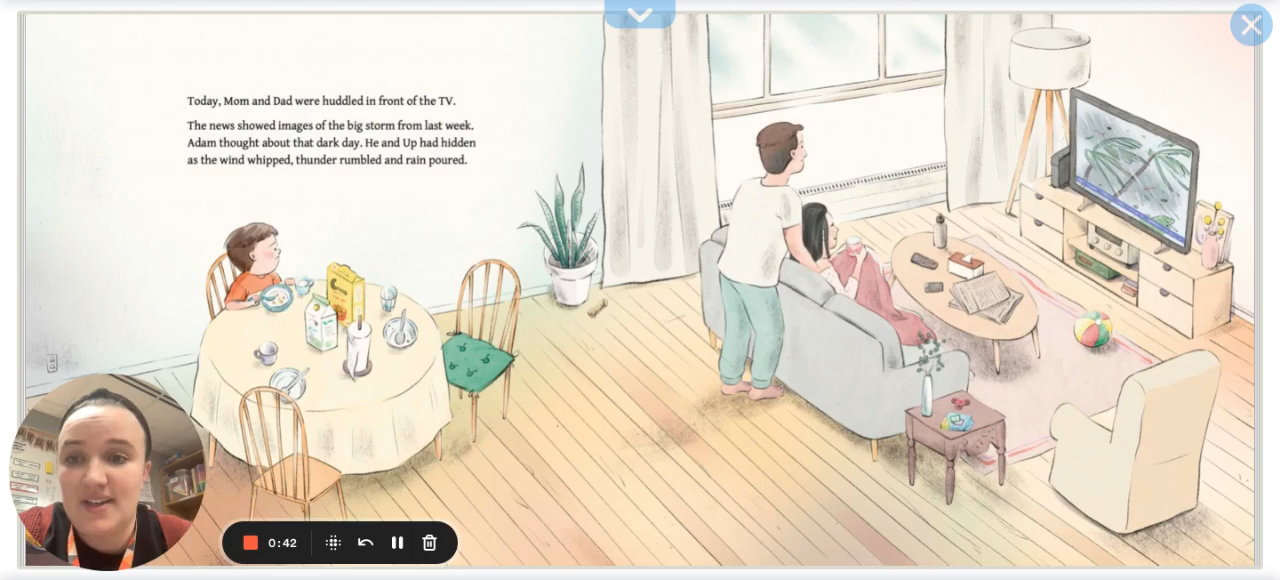 Today, Mom and Dad were huddled in front of the TV.
The news showed images of the big storm from last week.
Adam thought about that dark day. He and Up had hidden
as the wind whipped, thunder rumbled and rain poured.
0:42